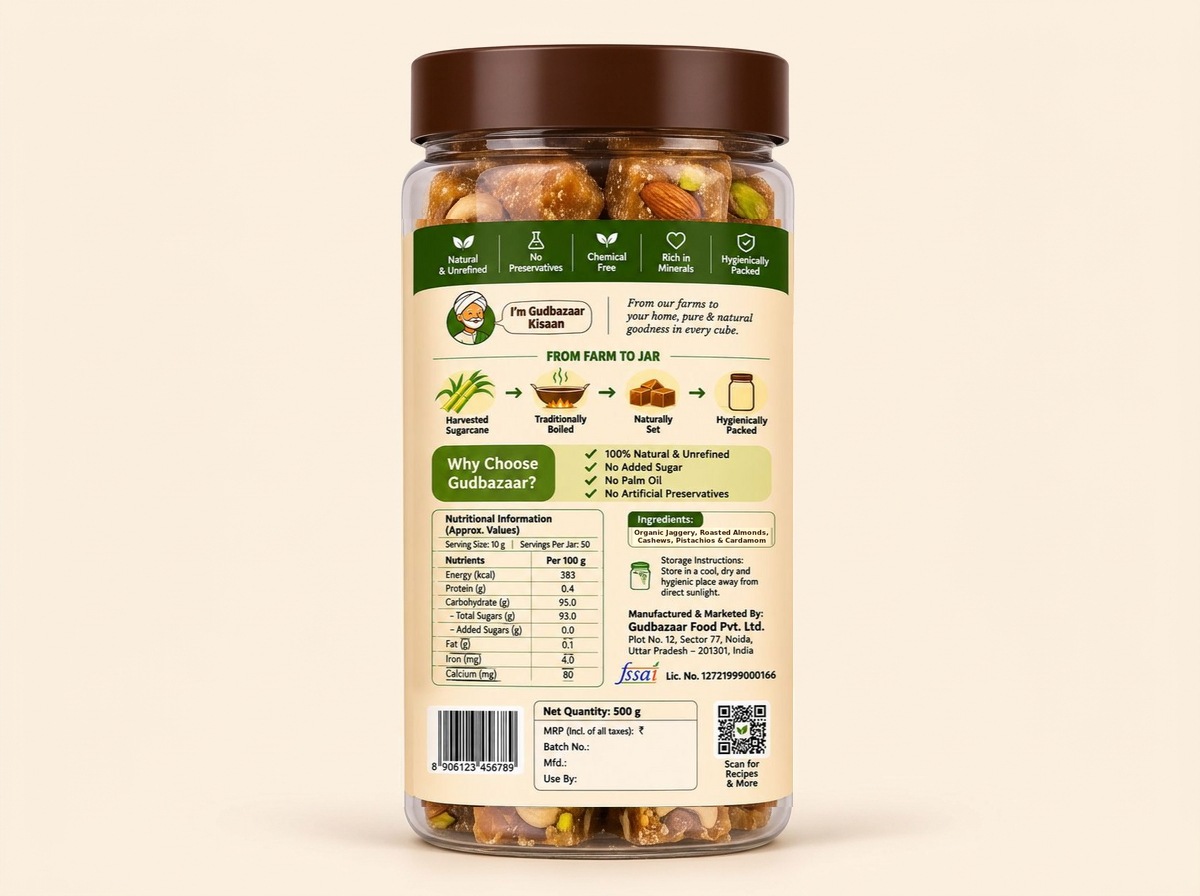 Natural
& Unrefined
No
Preservatives
Chemical
Free
Rich in
Minerals
Hygienically
Packed
I'm Gudbazaar
Kisaan
From our farms to
your home, pure & natural
goodness in every cube.
FROM FARM TO JAR
Harvested
Sugarcane
Traditionally
Boiled
Naturally
Set
Hygienically
Packed
Why Choose
Gudbazaar?
100% Natural & Unrefined
No Added Sugar
No Palm Oil
No Artificial Preservatives
Nutritional Information
(Approx. Values)
Serving Size: 10 g | Servings Per Jar: 50
Nutrients Per 100 g
Energy (kcal) 383
Protein (g) 0.4
Carbohydrate (g) 95.0
– Total Sugars (g) 93.0
– Added Sugars (g) 0.0
Fat (g) 0.1
Iron (mg) 4.0
Calcium (mg) 80
Ingredients:
Organic Jaggery, Roasted Almonds,
Cashews, Pistachios & Cardamom
Storage Instructions:
Store in a cool, dry and
hygienic place away from
direct sunlight.
Manufactured & Marketed By:
Gudbazaar Food Pvt. Ltd.
Plot No. 12, Sector 77, Noida,
Uttar Pradesh – 201301, India
fssai Lic. No. 12721999000166
8 906123 456789
Net Quantity: 500 g
MRP (Incl. of all taxes): ₹
Batch No.:
Mfd.:
Use By:
Scan for
Recipes
& More